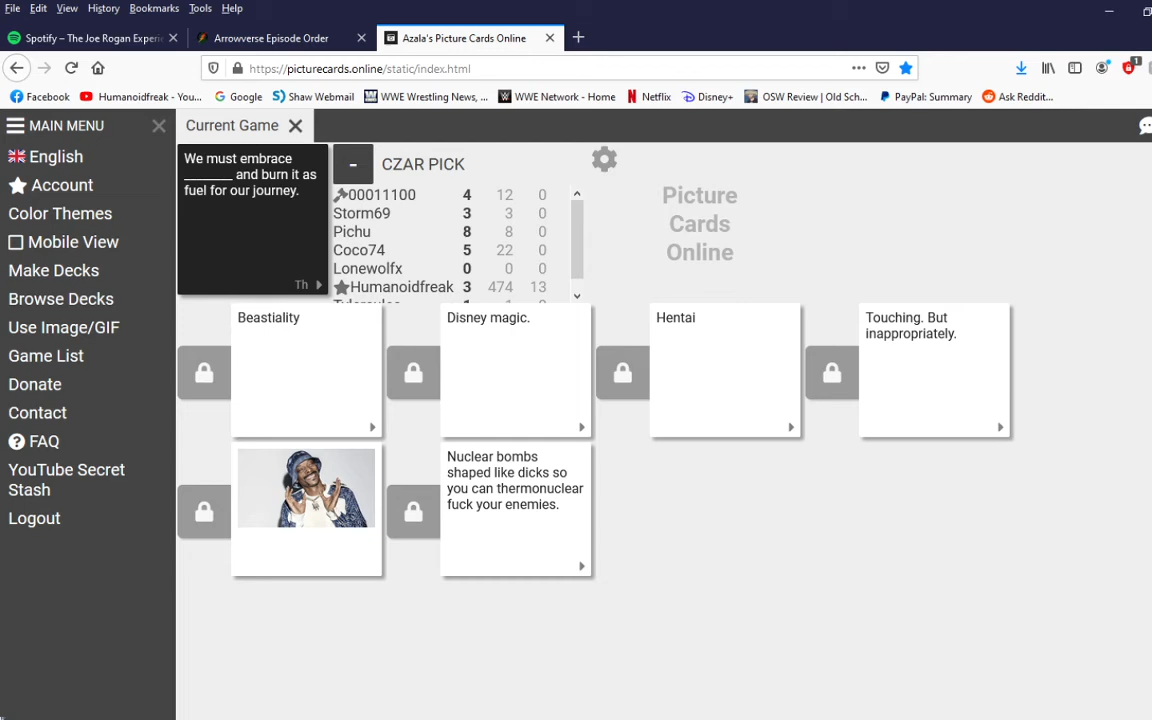 File Edit View History Bookmarks Tools Help
Spotify – The Joe Rogan Experi
Arrowverse Episode Order
Azala's Picture Cards Online
https://picturecards.online/static/index.html
1
Facebook
Humanoidfreak - You...
Google
Shaw Webmail
WWE Wrestling News, ...
WWE Network - Home
Netflix
Disney+
OSW Review | Old Sch...
PayPal: Summary
Ask Reddit...
MAIN MENU
English
Account
Color Themes
Mobile View
Make Decks
Browse Decks
Use Image/GIF
Game List
Donate
Contact
FAQ
YouTube Secret
Stash
Logout
Current Game
We must embrace
______ and burn it as
fuel for our journey.
Th
-
CZAR PICK
00011100 4 12 0
Storm69 3 3 0
Pichu 8 8 0
Coco74 5 22 0
Lonewolfx 0 0 0
Humanoidfreak 3 474 13
Picture
Cards
Online
Beastiality
Disney magic.
Hentai
Touching. But
inappropriately.
Nuclear bombs
shaped like dicks so
you can thermonuclear
fuck your enemies.